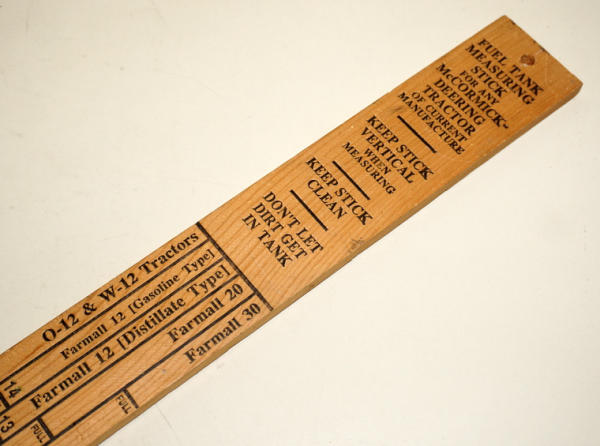 FUEL TANK
MEASURING
STICK
FOR ANY
McCORMICK-
DEERING
TRACTOR
OF CURRENT
MANUFACTURE
KEEP STICK
VERTICAL
WHEN
MEASURING
KEEP STICK
CLEAN
DON'T LET
DIRT GET
IN TANK
O-12 & W-12 Tractors
Farmall 12 [Gasoline Type]
Farmall 12 [Distillate Type]
Farmall 20
Farmall 30
14
13
FULL
FULL